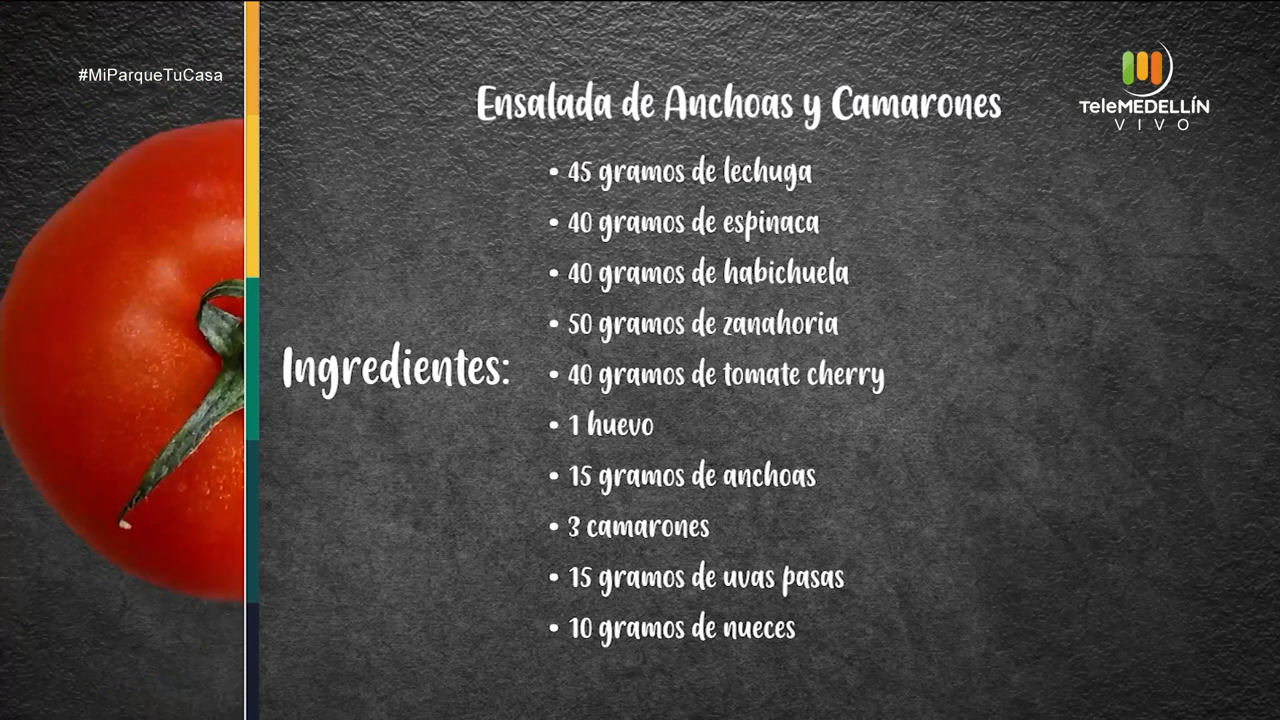 #MiParqueTuCasa
TeleMEDELLÍN
VIVO
Ensalada de Anchoas y Camarones
Ingredientes:
• 45 gramos de lechuga
• 40 gramos de espinaca
• 40 gramos de habichuela
• 50 gramos de zanahoria
• 40 gramos de tomate cherry
• 1 huevo
• 15 gramos de anchoas
• 3 camarones
• 15 gramos de uvas pasas
• 10 gramos de nueces